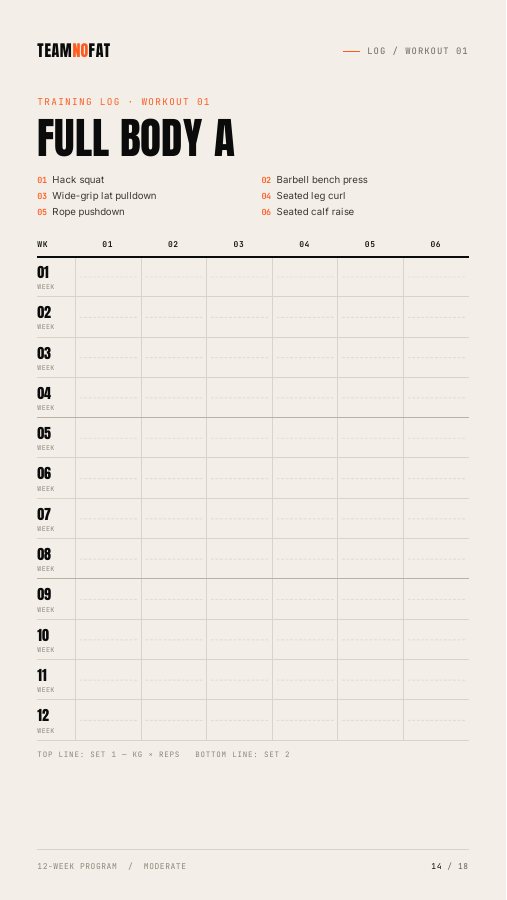 TEAMNOFAT
LOG / WORKOUT 01
TRAINING LOG · WORKOUT 01
FULL BODY A
01 Hack squat
02 Barbell bench press
03 Wide-grip lat pulldown
04 Seated leg curl
05 Rope pushdown
06 Seated calf raise
WK 01 02 03 04 05 06
01
WEEK
02
WEEK
03
WEEK
04
WEEK
05
WEEK
06
WEEK
07
WEEK
08
WEEK
09
WEEK
10
WEEK
11
WEEK
12
WEEK
TOP LINE: SET 1 — KG × REPS BOTTOM LINE: SET 2
12-WEEK PROGRAM / MODERATE
14 / 18